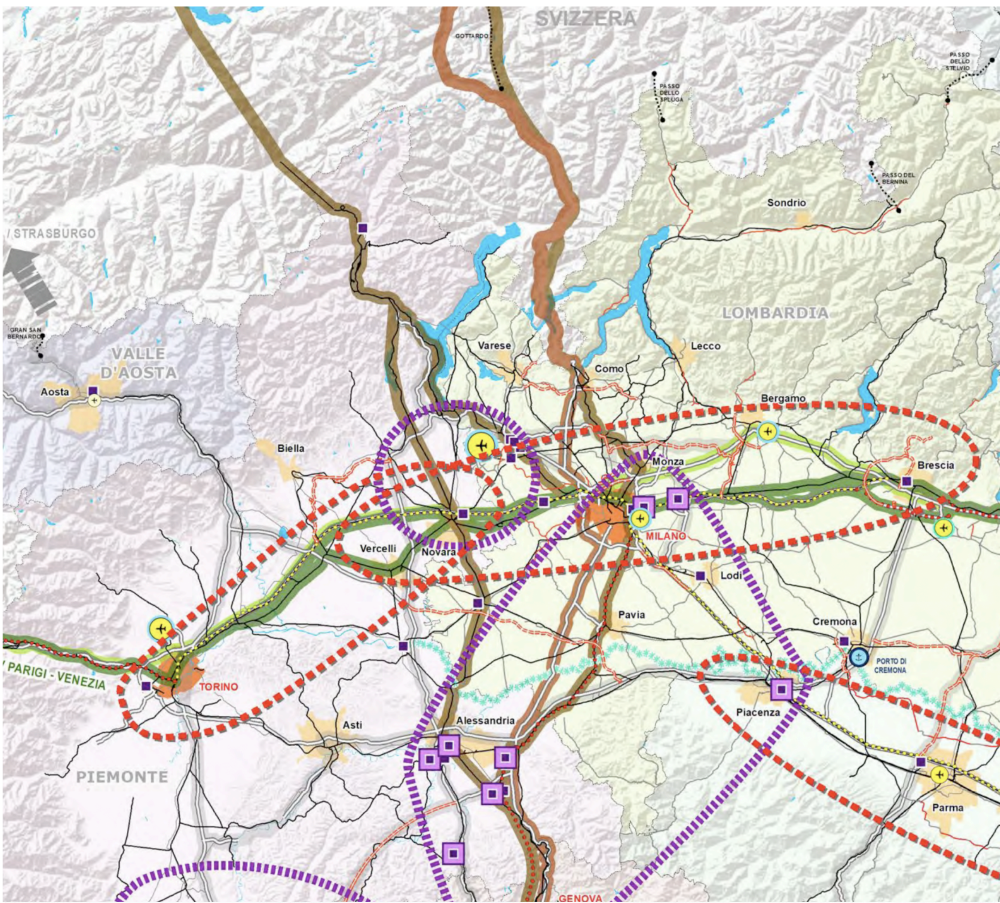 SVIZZERA
GOTTARDO
PASSO
DELLO
STELVIO
PASSO
DELLO
SPLUGA
PASSO DEL
BERNINA
Sondrio
/ STRASBURGO
LOMBARDIA
GRAN SAN
BERNARDO
VALLE
D'AOSTA
Varese
Lecco
Como
Aosta
Bergamo
Biella
Monza
Brescia
MILANO
Vercelli
Novara
Lodi
Pavia
Cremona
/ PARIGI - VENEZIA
PORTO DI
CREMONA
TORINO
Piacenza
Asti
Alessandria
PIEMONTE
Parma
GENOVA